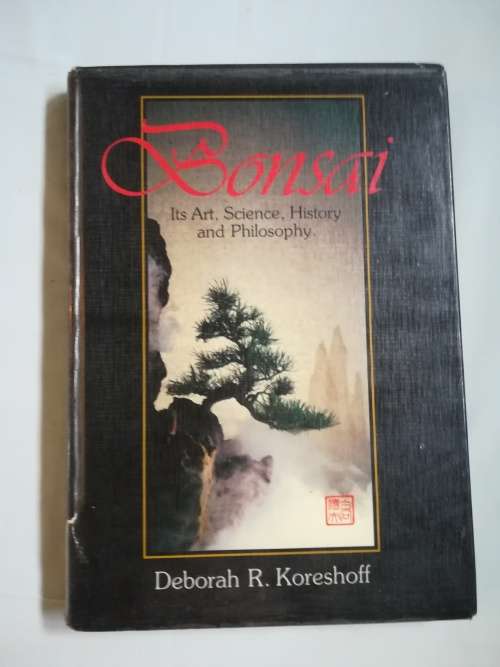 Bonsai
Its Art, Science, History
and Philosophy.
Deborah R. Koreshoff